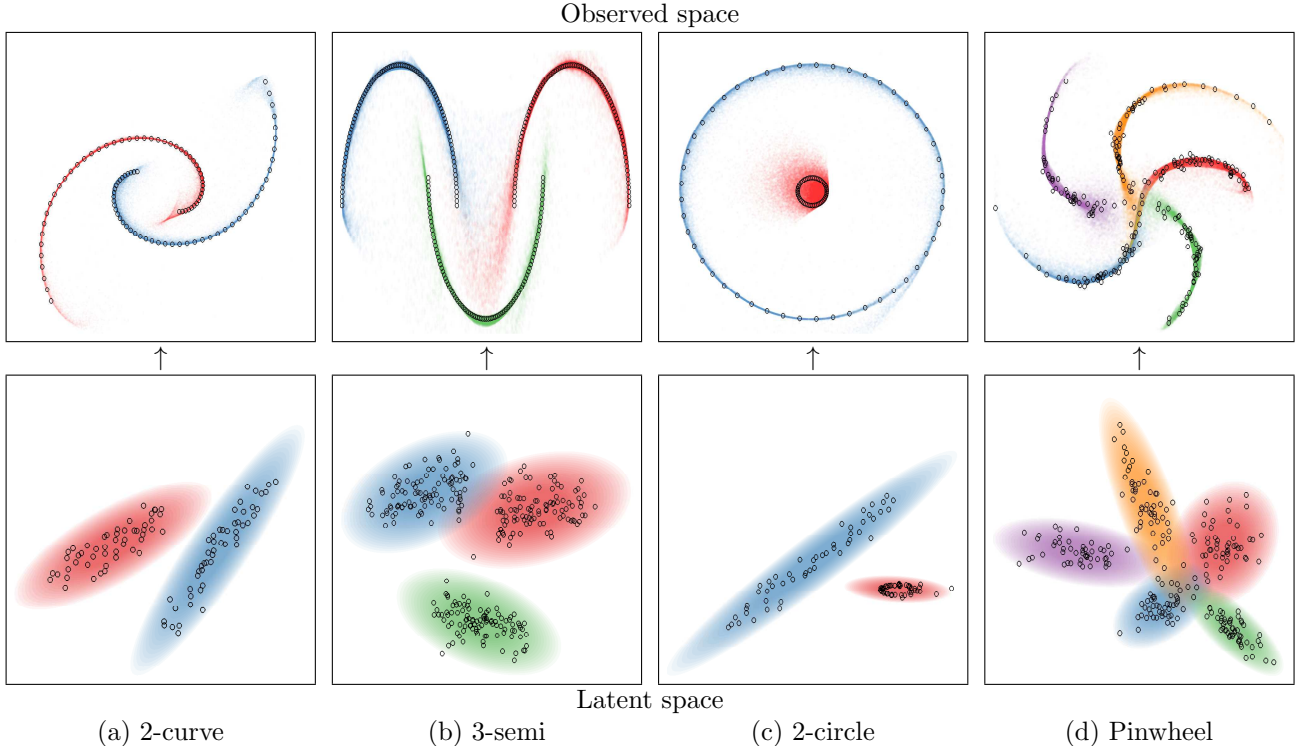 Observed space
↑ ↑ ↑ ↑
Latent space
(a) 2-curve (b) 3-semi (c) 2-circle (d) Pinwheel